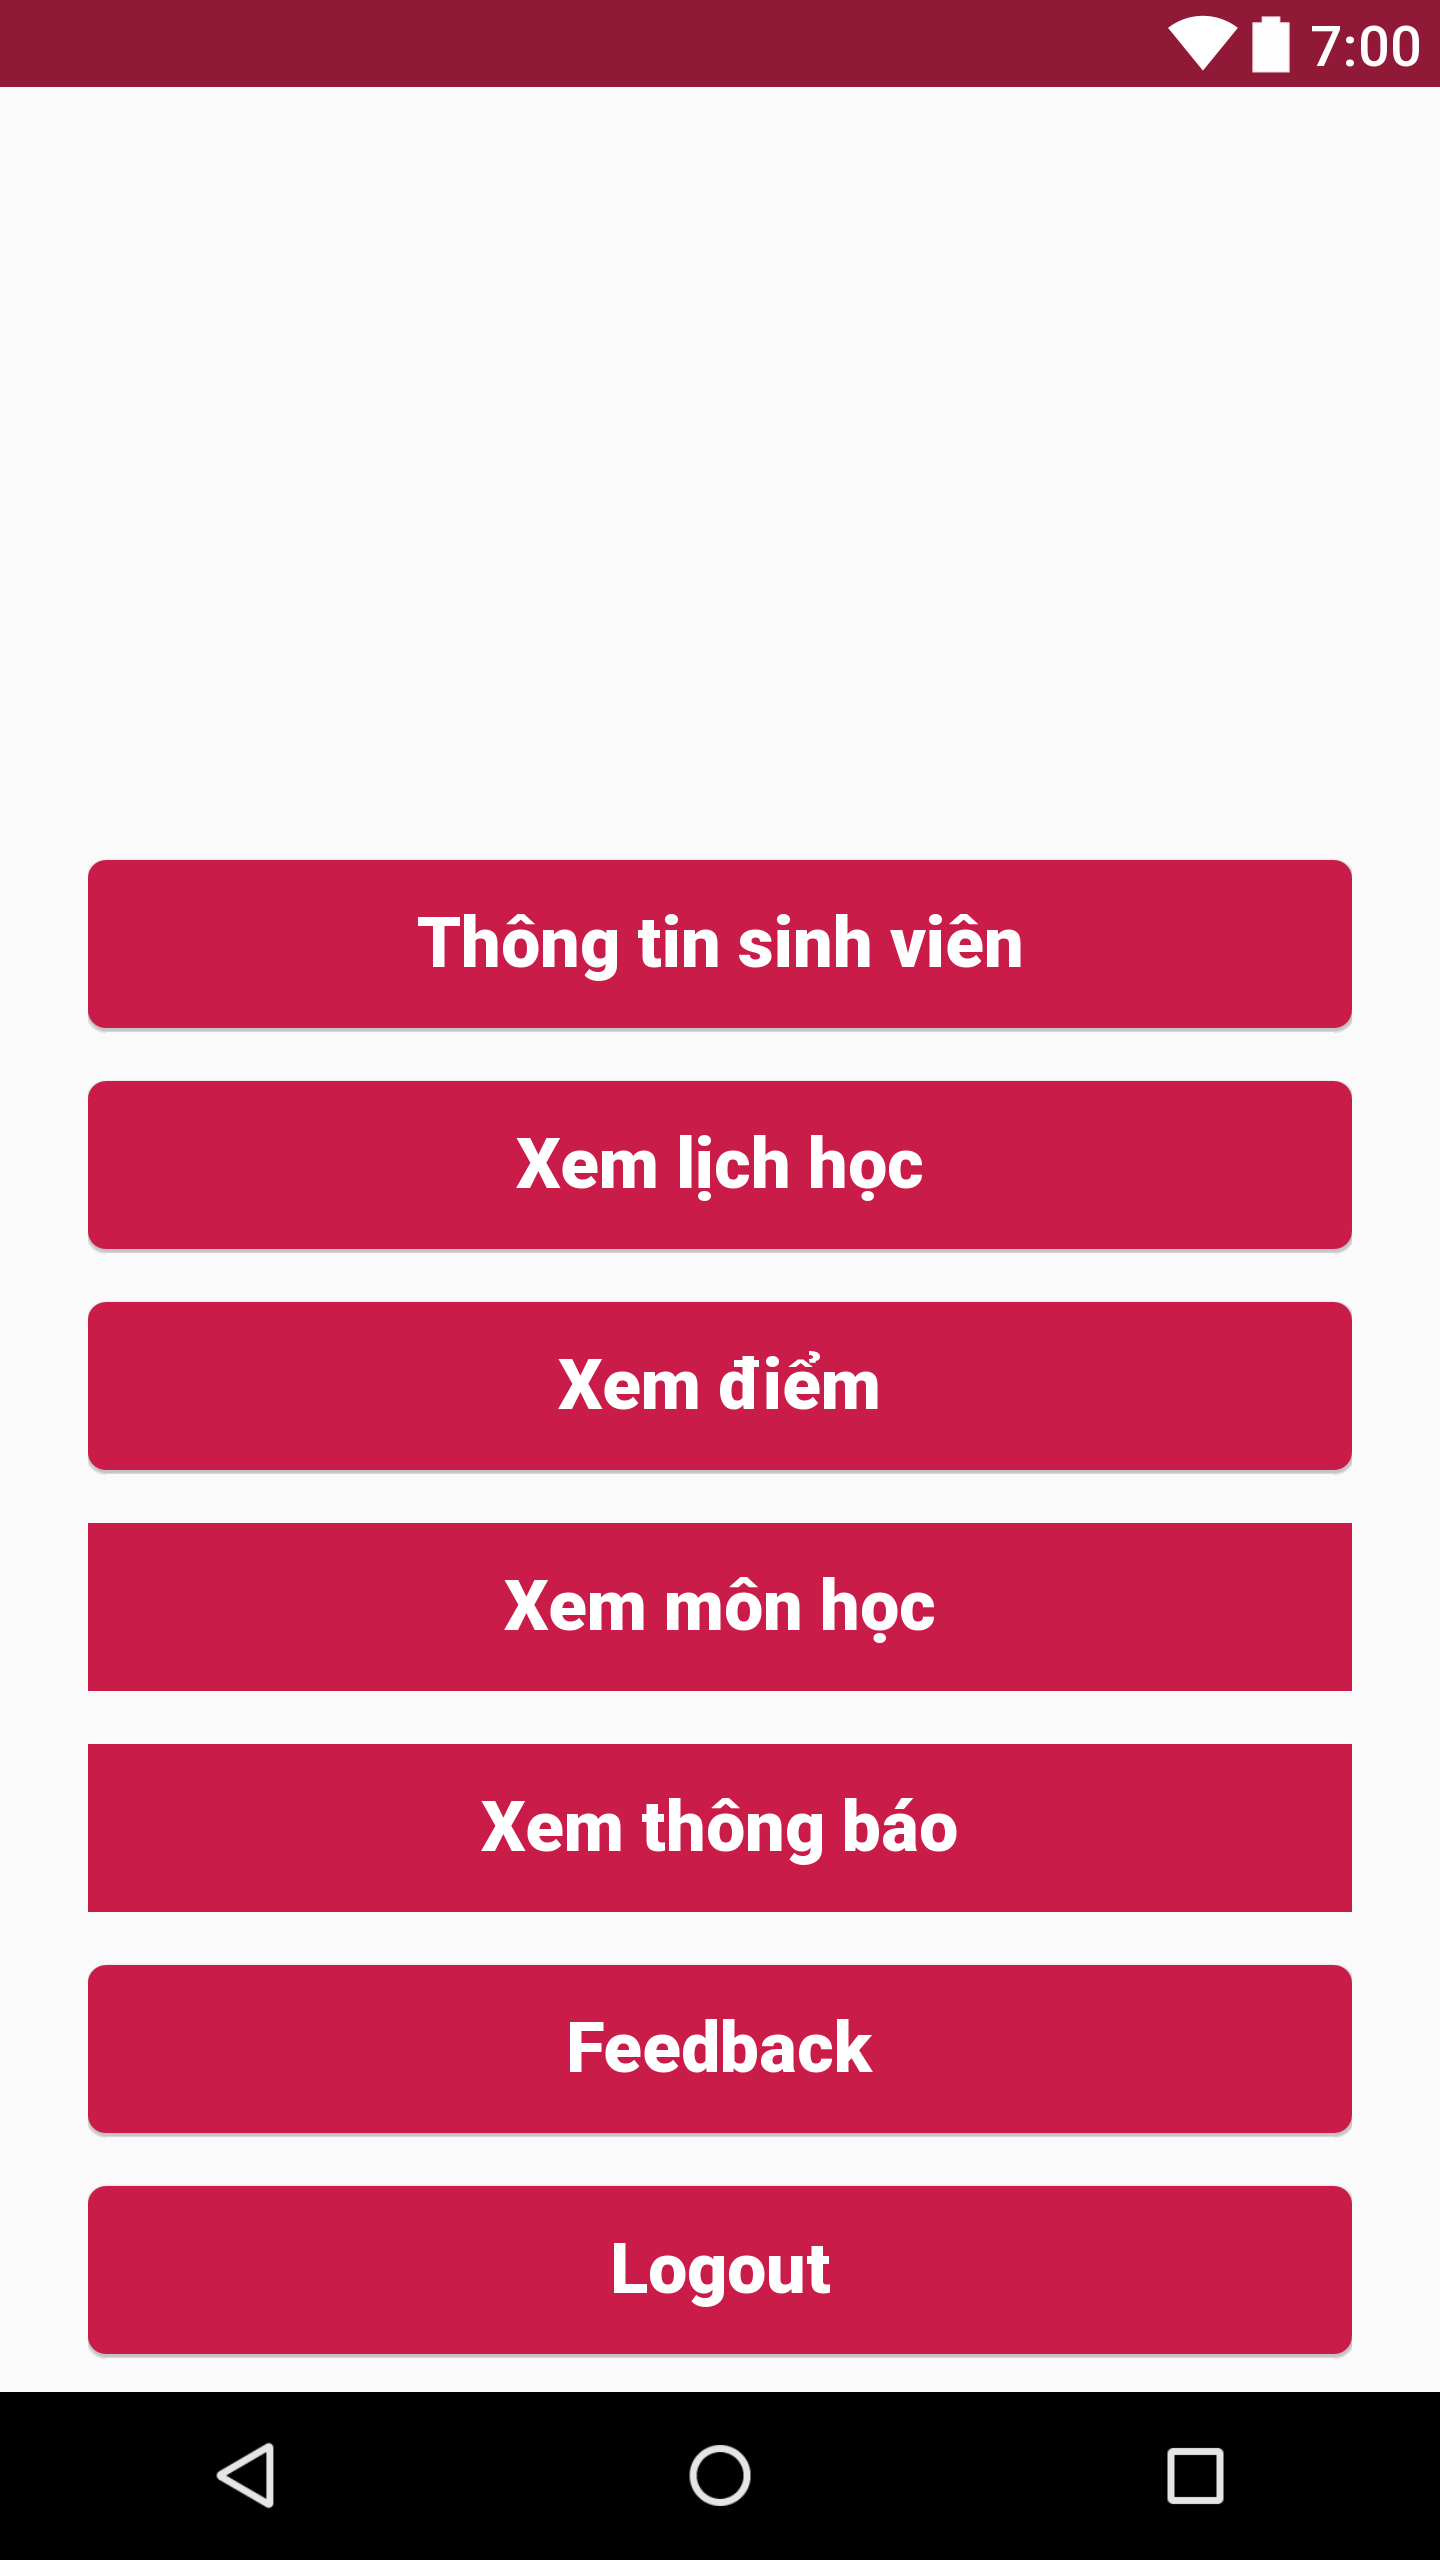 7:00
Thông tin sinh viên
Xem lịch học
Xem điểm
Xem môn học
Xem thông báo
Feedback
Logout